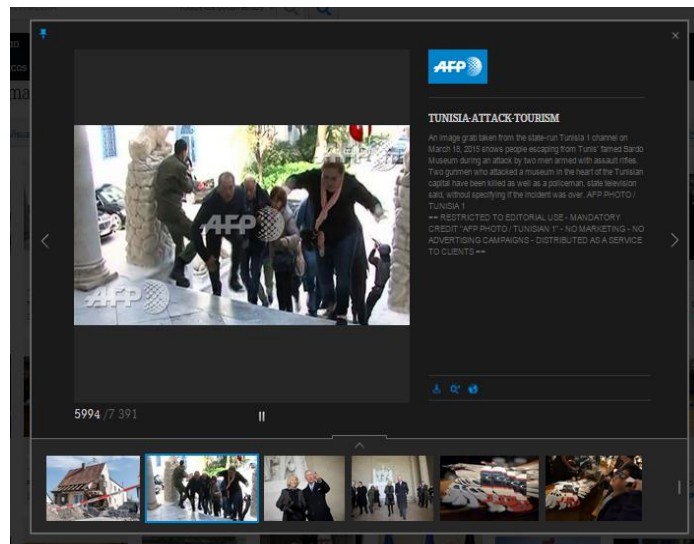 AFP
TUNISIA-ATTACK-TOURISM
An image grab taken from the state-run Tunisia 1 channel on
March 18, 2015 shows people escaping from Tunis' famed Bardo
Museum during an attack by two men armed with assault rifles.
Two gunmen who attacked a museum in the heart of the Tunisian
capital have been killed as well as a policeman, state television
said, without specifying if the incident was over. AFP PHOTO /
TUNISIA 1
== RESTRICTED TO EDITORIAL USE - MANDATORY
CREDIT "AFP PHOTO / TUNISIAN 1" - NO MARKETING - NO
ADVERTISING CAMPAIGNS - DISTRIBUTED AS A SERVICE
TO CLIENTS ==
AFP
AFP
AFP
5994 /7 391